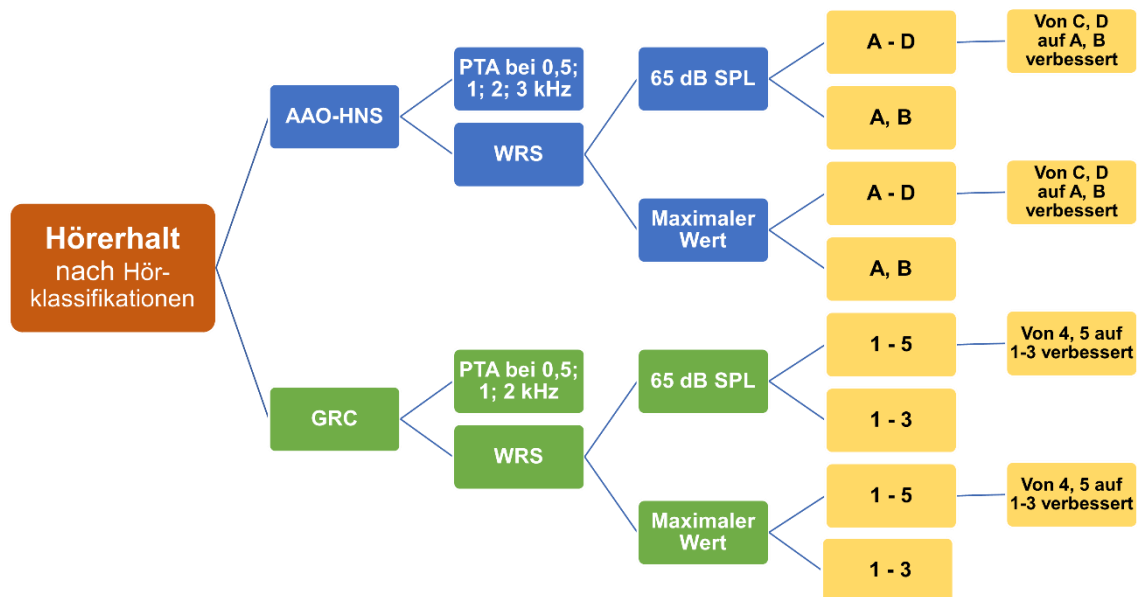 Hörerhalt
nach Hör-
klassifikationen
AAO-HNS
PTA bei 0,5;
1; 2; 3 kHz
WRS
65 dB SPL
A - D
Von C, D
auf A, B
verbessert
A, B
Maximaler
Wert
A - D
Von C, D
auf A, B
verbessert
A, B
GRC
PTA bei 0,5;
1; 2 kHz
WRS
65 dB SPL
1 - 5
Von 4, 5 auf
1-3 verbessert
1 - 3
Maximaler
Wert
1 - 5
Von 4, 5 auf
1-3 verbessert
1 - 3